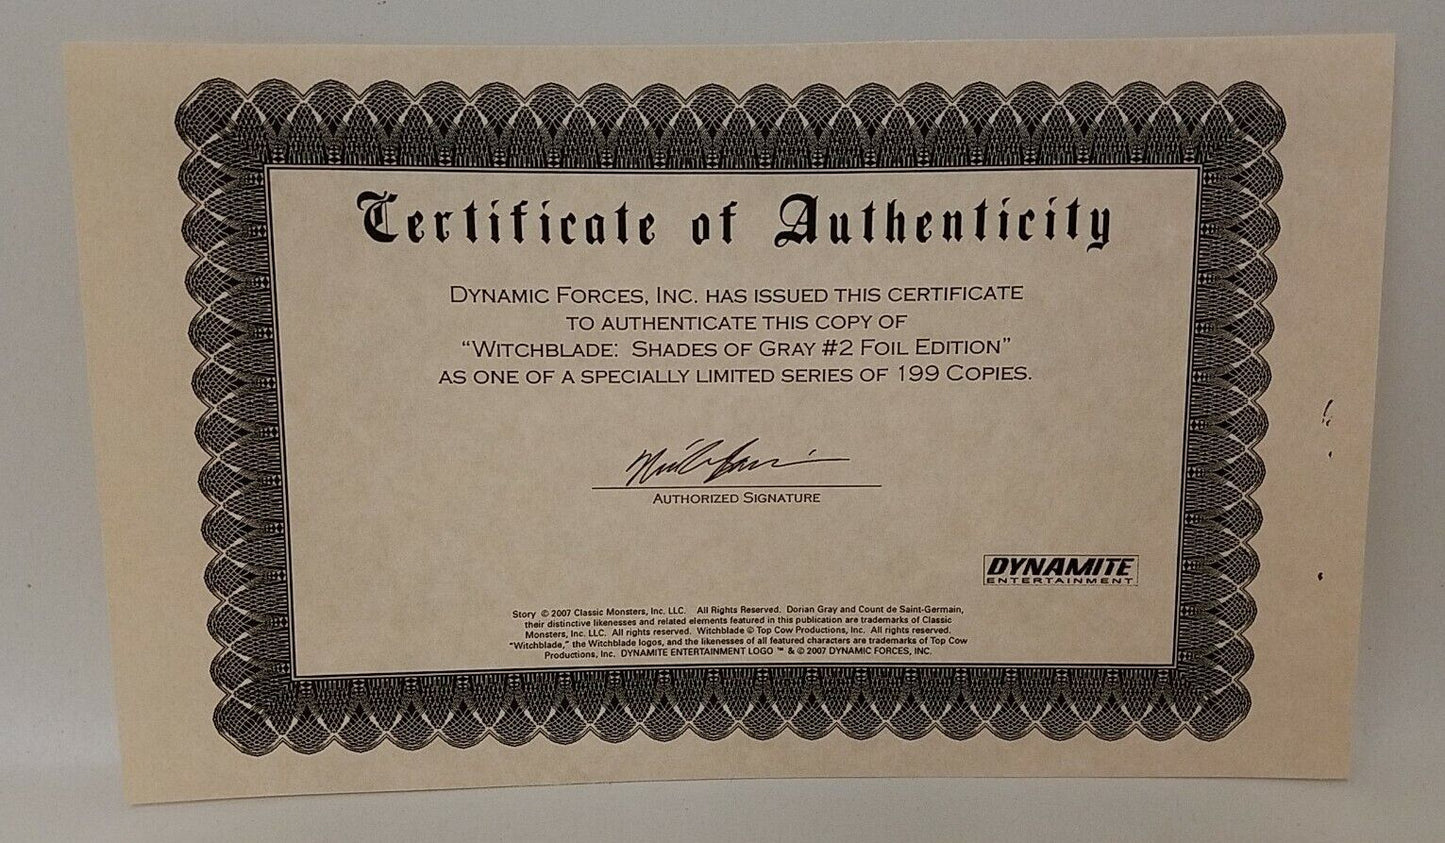 Certificate of Authenticity
DYNAMIC FORCES, INC. HAS ISSUED THIS CERTIFICATE
TO AUTHENTICATE THIS COPY OF
“WITCHBLADE: SHADES OF GRAY #2 FOIL EDITION”
AS ONE OF A SPECIALLY LIMITED SERIES OF 199 COPIES.
AUTHORIZED SIGNATURE
DYNAMITE
ENTERTAINMENT
Story © 2007 Classic Monsters, Inc. LLC. All Rights Reserved. Dorian Gray and Count de Saint-Germain,
their distinctive likenesses and related elements featured in this publication are trademarks of Classic
Monsters, Inc. LLC. All rights reserved. Witchblade © Top Cow Productions, Inc. All rights reserved.
"Witchblade," the Witchblade logos, and the likenesses of all featured characters are trademarks of Top Cow
Productions, Inc. DYNAMITE ENTERTAINMENT LOGO ™ & © 2007 DYNAMIC FORCES, INC.